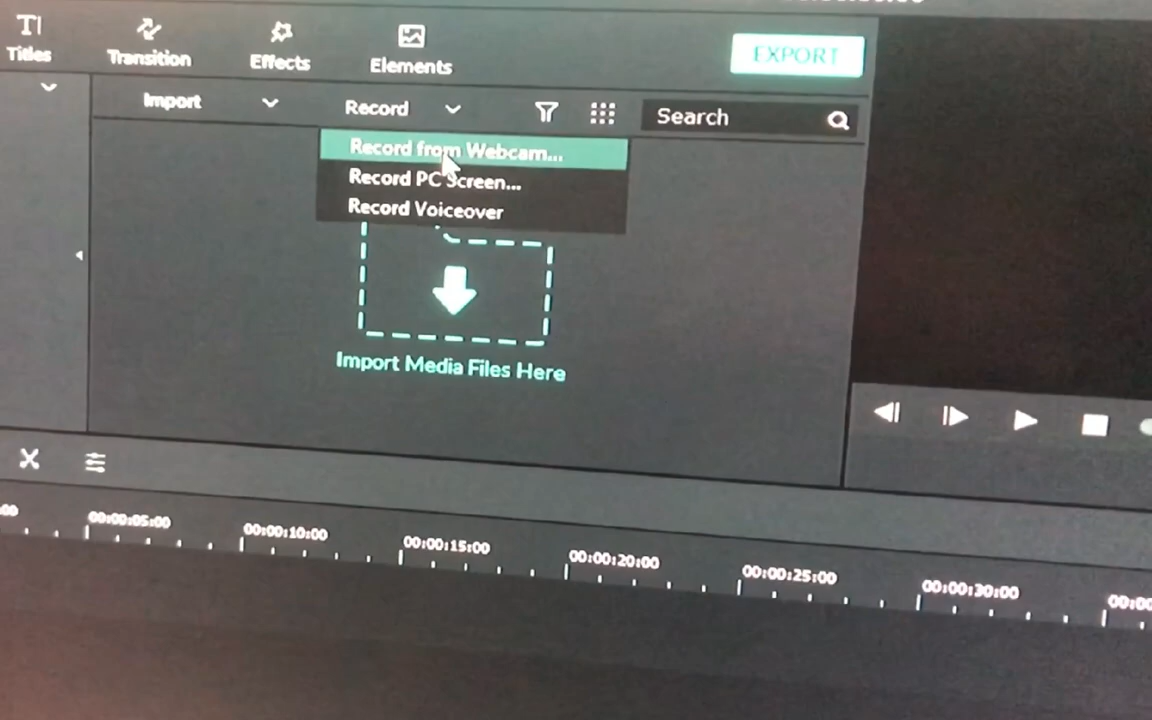 Titles
Transition
Effects
Elements
EXPORT
Import
Record
Search
Record from Webcam...
Record PC Screen...
Record Voiceover
Import Media Files Here
00:00:05:00
00:00:10:00
00:00:15:00
00:00:20:00
00:00:25:00
00:00:30:00